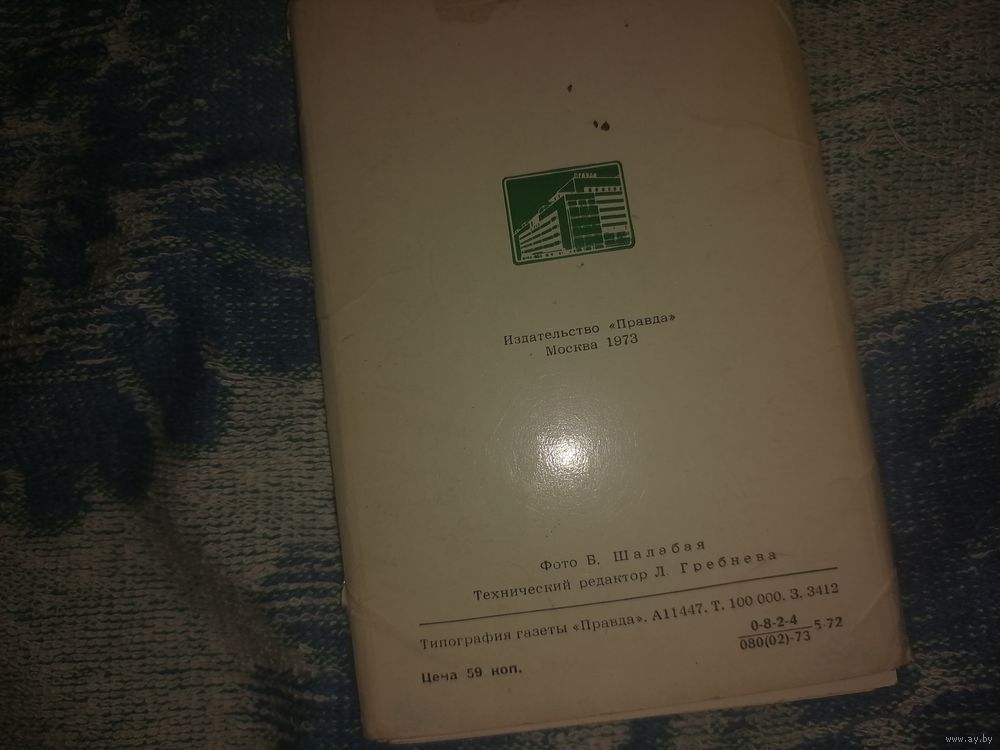 ПРАВДА
Издательство «Правда»
Москва 1973
Фото В. Шалабая
Технический редактор Л. Гребнева
Типография газеты «Правда». А11447. Т. 100 000. З. 3412
0-8-2-4
080(02)-73 5-72
Цена 59 коп.
www.ay.by